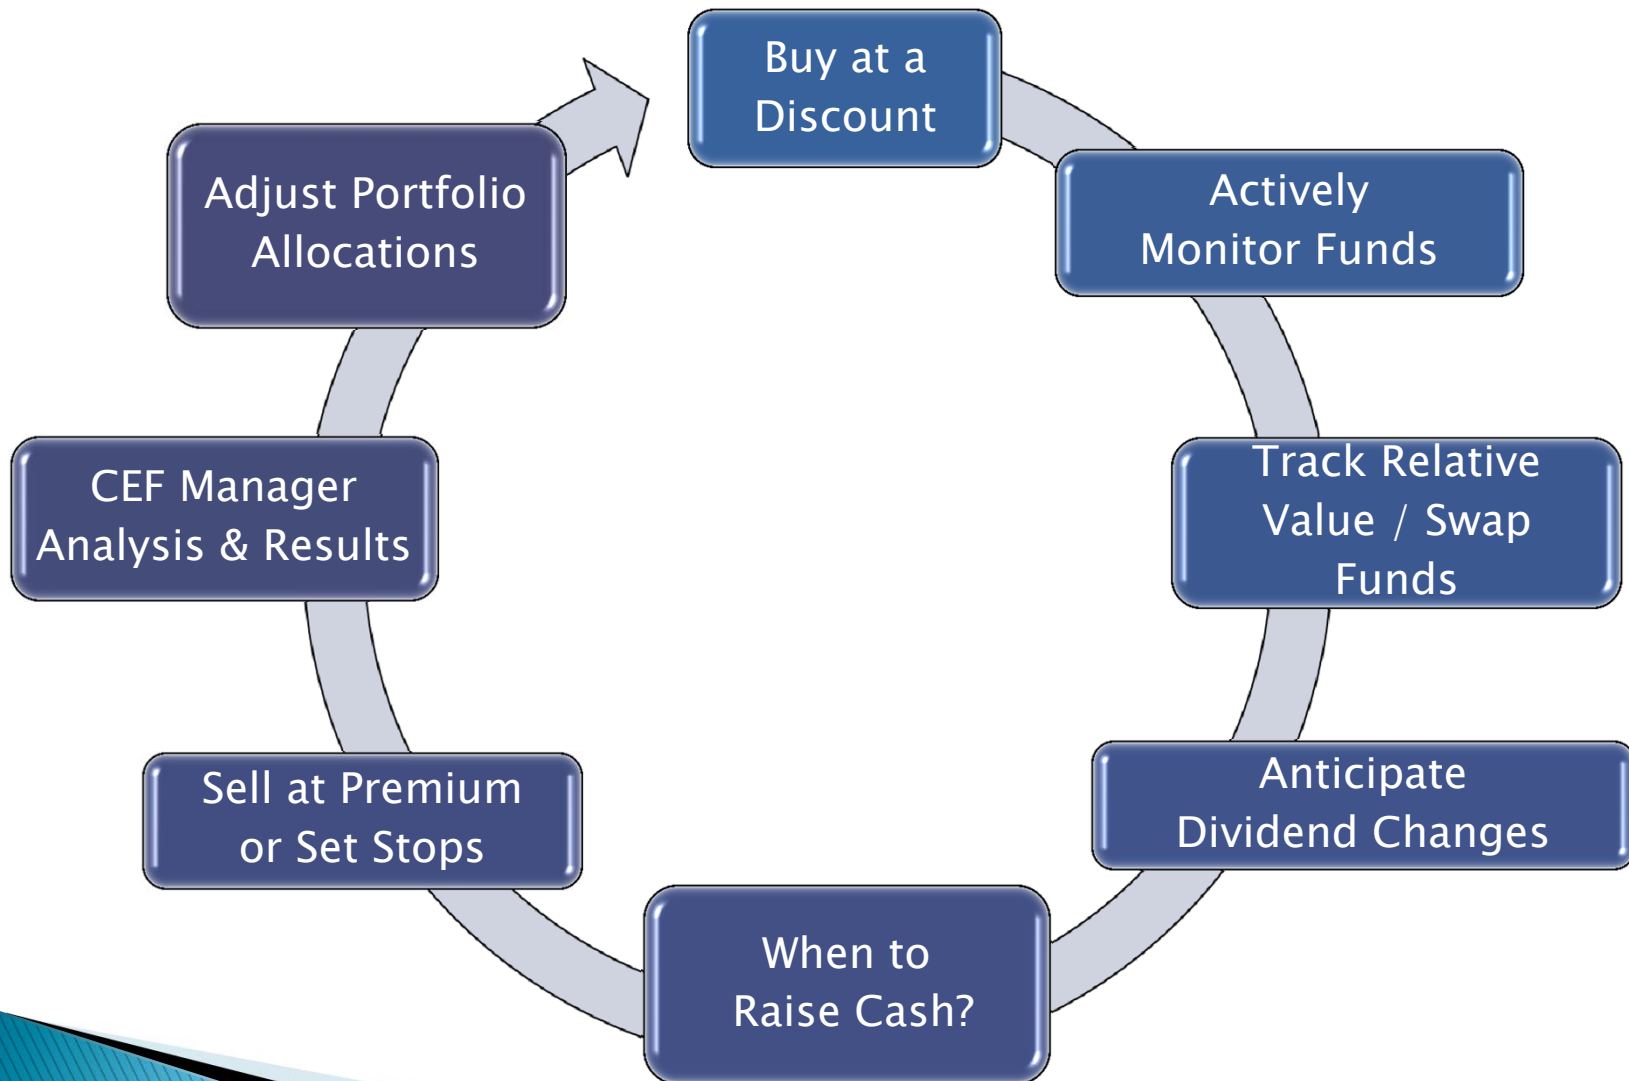 Buy at a
Discount
Actively
Monitor Funds
Track Relative
Value / Swap
Funds
Anticipate
Dividend Changes
When to
Raise Cash?
Sell at Premium
or Set Stops
CEF Manager
Analysis & Results
Adjust Portfolio
Allocations